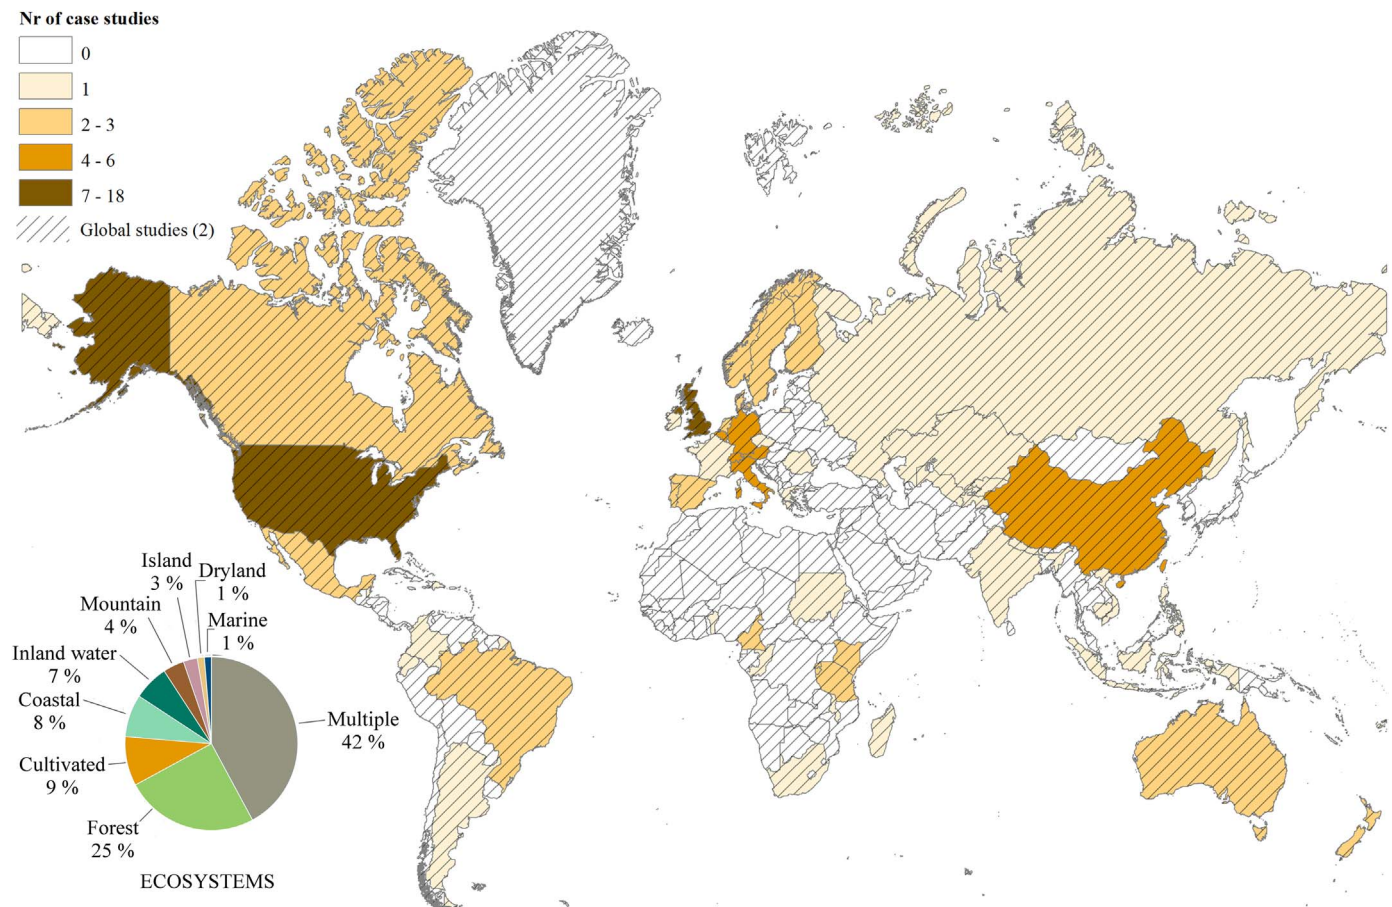 Nr of case studies
0
1
2 - 3
4 - 6
7 - 18
Global studies (2)
Island
3 %
Dryland
1 %
Mountain
4 %
Marine
1 %
Inland water
7 %
Coastal
8 %
Multiple
42 %
Cultivated
9 %
Forest
25 %
ECOSYSTEMS